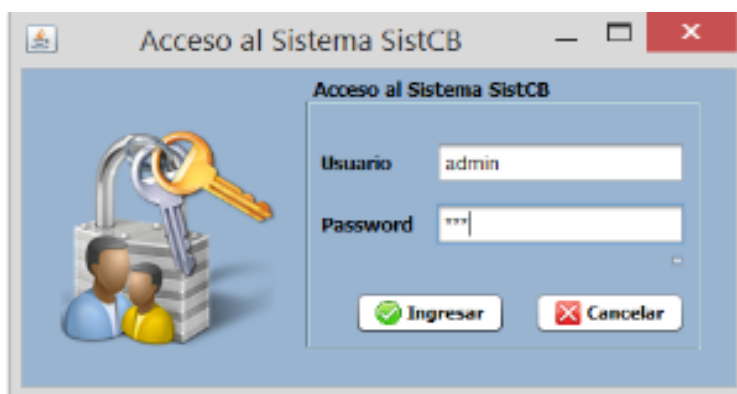 Acceso al Sistema SistCB
Acceso al Sistema SistCB
Usuario admin
Password ***
Ingresar Cancelar